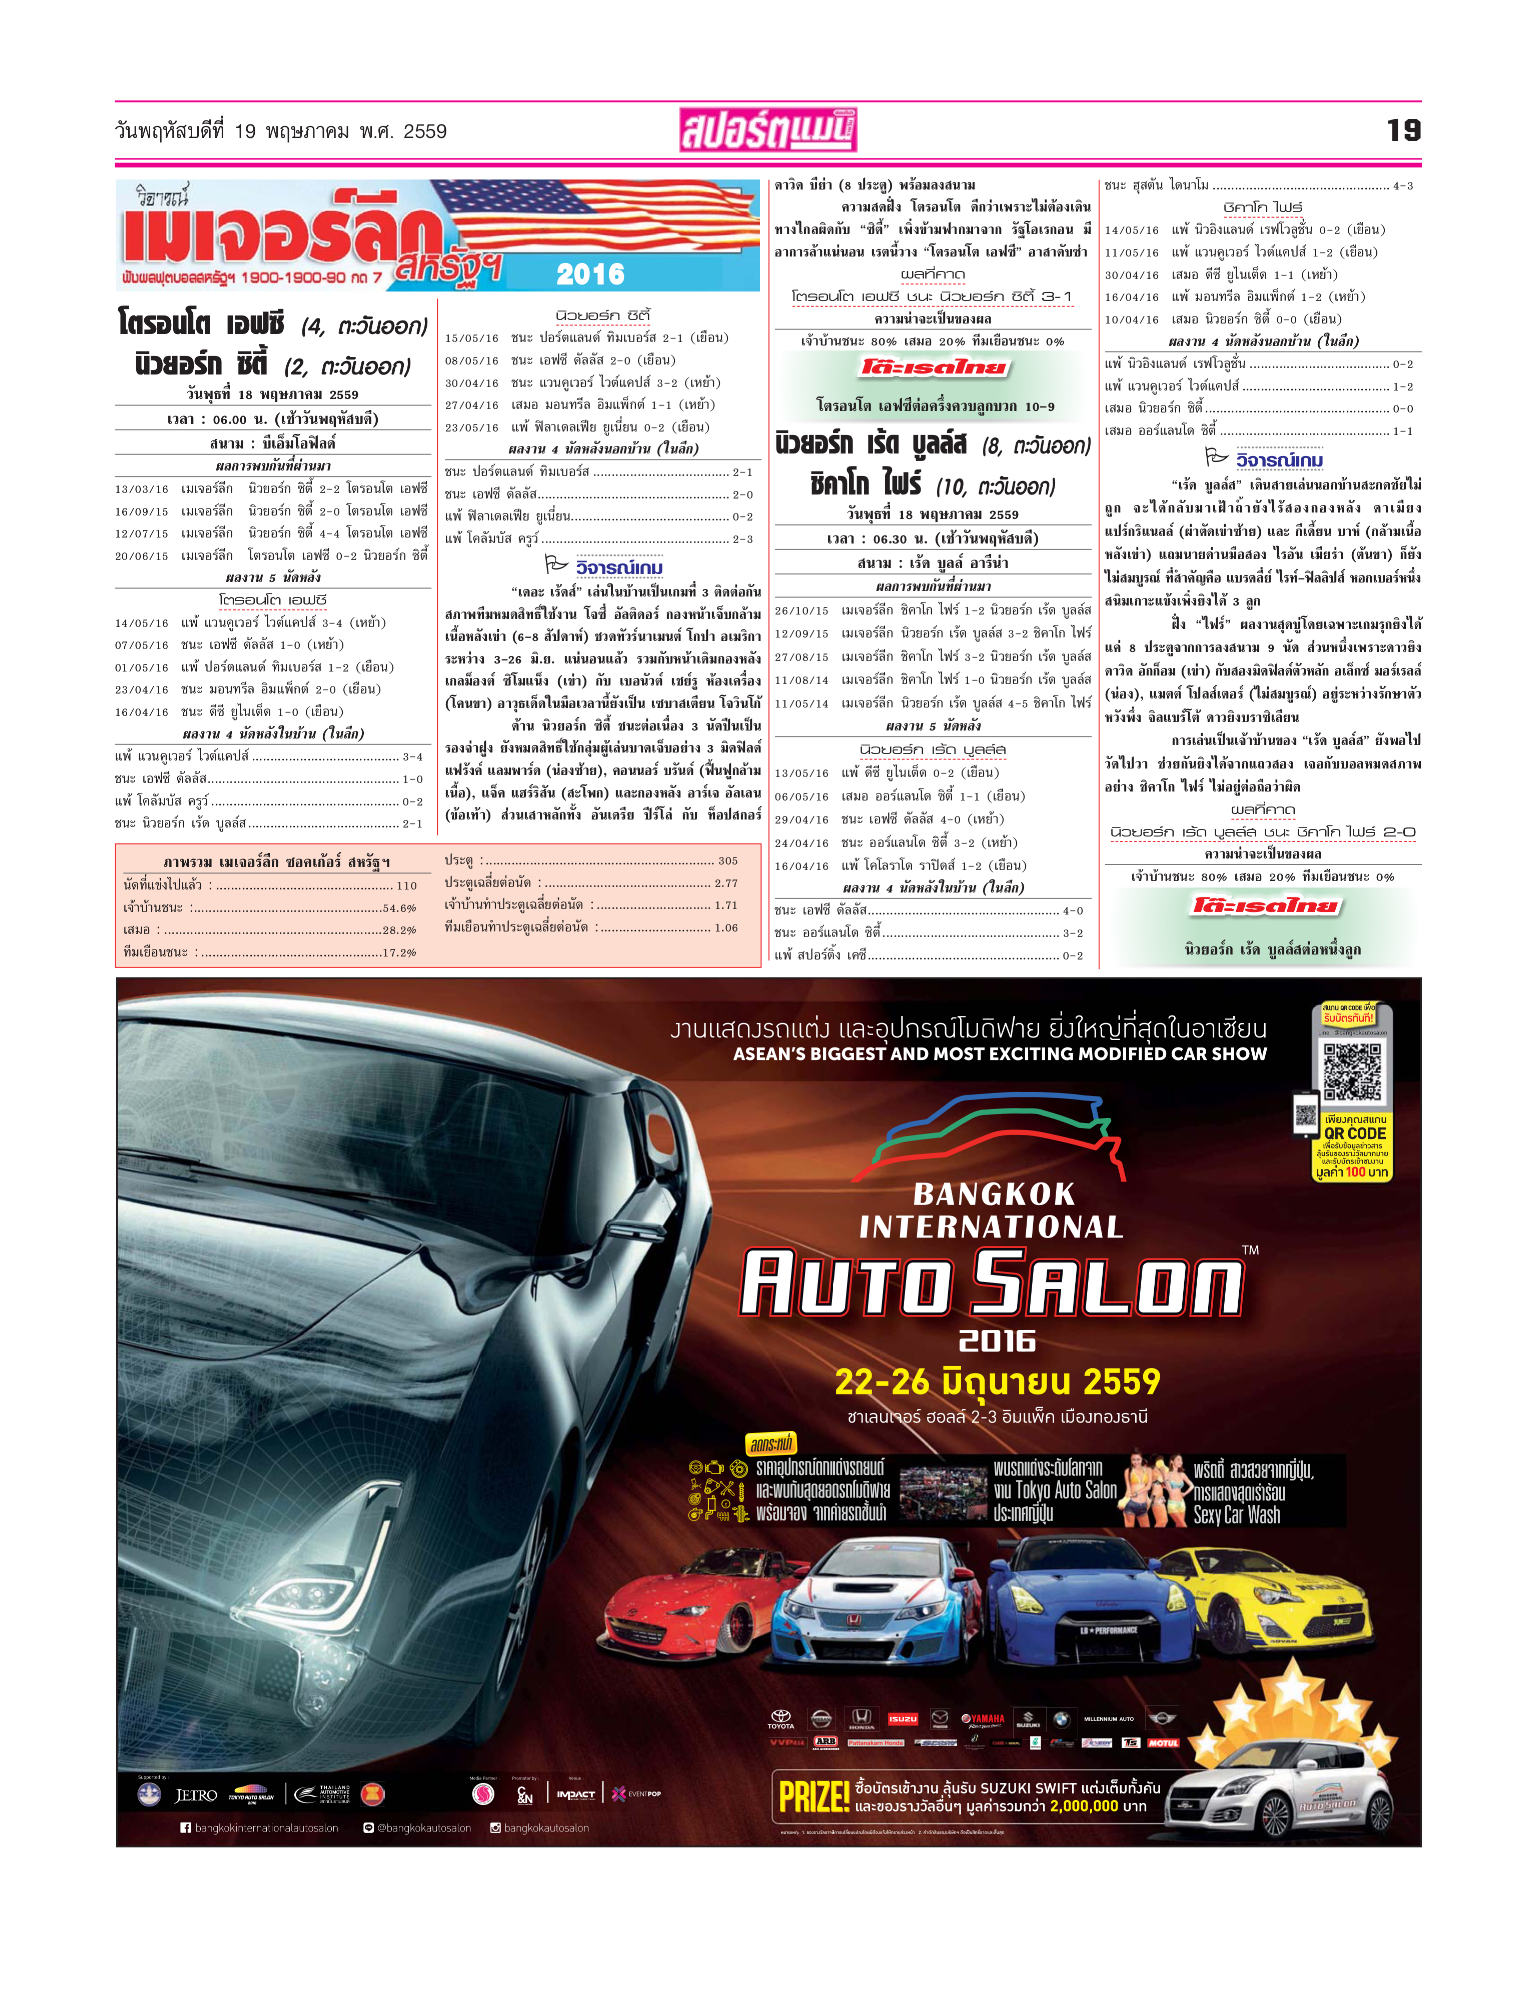 วันพฤหัสบดีที่ 19 พฤษภาคม พ.ศ. 2559
สปอร์ตแมน
19
วิจารณ์
เมเจอร์ลีก
สหรัฐฯ
ฟันผลฟุตบอลสหรัฐฯ 1900-1900-90 กด 7
2016
โตรอนโต เอฟซี (4, ตะวันออก)
นิวยอร์ก ซิตี้ (2, ตะวันออก)
วันพุธที่ 18 พฤษภาคม 2559
เวลา : 06.00 น. (เช้าวันพฤหัสบดี)
สนาม : บีเอ็มโอฟิลด์
ผลการพบกันที่ผ่านมา
13/03/16 เมเจอร์ลีก นิวยอร์ก ซิตี้ 2-2 โตรอนโต เอฟซี
16/09/15 เมเจอร์ลีก นิวยอร์ก ซิตี้ 2-0 โตรอนโต เอฟซี
12/07/15 เมเจอร์ลีก นิวยอร์ก ซิตี้ 4-4 โตรอนโต เอฟซี
20/06/15 เมเจอร์ลีก โตรอนโต เอฟซี 0-2 นิวยอร์ก ซิตี้
ผลงาน 5 นัดหลัง
โตรอนโต เอฟซี
14/05/16 แพ้ แวนคูเวอร์ ไวต์แคปส์ 3-4 (เหย้า)
07/05/16 ชนะ เอฟซี ดัลลัส 1-0 (เหย้า)
01/05/16 แพ้ ปอร์ตแลนด์ ทิมเบอร์ส 1-2 (เยือน)
23/04/16 ชนะ มอนทรีล อิมแพ็กต์ 2-0 (เยือน)
16/04/16 ชนะ ดีซี ยูไนเต็ด 1-0 (เยือน)
ผลงาน 4 นัดหลังในบ้าน (ในลีก)
แพ้ แวนคูเวอร์ ไวต์แคปส์ ........ 3-4
ชนะ เอฟซี ดัลลัส ........ 1-0
แพ้ โคลัมบัส ครูว์ ........ 0-2
ชนะ นิวยอร์ก เร้ด บูลล์ส ........ 2-1
นิวยอร์ก ซิตี้
15/05/16 ชนะ ปอร์ตแลนด์ ทิมเบอร์ส 2-1 (เยือน)
08/05/16 ชนะ เอฟซี ดัลลัส 2-0 (เยือน)
30/04/16 ชนะ แวนคูเวอร์ ไวต์แคปส์ 3-2 (เหย้า)
27/04/16 เสมอ มอนทรีล อิมแพ็กต์ 1-1 (เหย้า)
23/05/16 แพ้ ฟิลาเดลเฟีย ยูเนี่ยน 0-2 (เยือน)
ผลงาน 4 นัดหลังนอกบ้าน (ในลีก)
ชนะ ปอร์ตแลนด์ ทิมเบอร์ส ........ 2-1
ชนะ เอฟซี ดัลลัส ........ 2-0
แพ้ ฟิลาเดลเฟีย ยูเนี่ยน ........ 0-2
แพ้ โคลัมบัส ครูว์ ........ 2-3
วิจารณ์เกม
“เดอะ เร้ดส์” เล่นในบ้านเป็นเกมที่ 3 ติดต่อกัน
สภาพทีมหมดสิทธิ์ใช้งาน โจซี่ อัลติดอร์ กองหน้าเจ็บกล้าม
เนื้อหลังเข่า (6-8 สัปดาห์) ชวดทัวร์นาเมนต์ โกปา อเมริกา
ระหว่าง 3-26 มิ.ย. แน่นอนแล้ว รวมกับหน้าเดิมกองหลัง
เกลม็องต์ ซิโมแน็ง (เข่า) กับ เบอนัวต์ เชย์รู ห้องเครื่อง
(โคนขา) อาวุธเด็ดในมือเวลานี้ยังเป็น เซบาสเตียน โจวินโก้
ด้าน นิวยอร์ก ซิตี้ ชนะต่อเนื่อง 3 นัดปืนเป็น
รองจ่าฝูง ยังหมดสิทธิ์ใช้กลุ่มผู้เล่นบาดเจ็บอย่าง 3 มิดฟิลด์
แฟร้งค์ แลมพาร์ด (น่องซ้าย), คอนนอร์ บรันด์ (ฟื้นฟูกล้าม
เนื้อ), แจ็ค แฮร์ริสัน (สะโพก) และกองหลัง อาร์เจ อัลเลน
(ข้อเท้า) ส่วนเสาหลักทั้ง อันเดรีย ปีร์โล่ กับ ท็อปสกอร์
ดาวิด บีย่า (8 ประตู) พร้อมลงสนาม
ความสดฝั่ง โตรอนโต ดีกว่าเพราะไม่ต้องเดิน
ทางไกลผิดกับ “ซิตี้” เพิ่งข้ามฟากมาจาก รัฐโอเรกอน มี
อาการล้าแน่นอน เรตนี้วาง “โตรอนโต เอฟซี” อาสาดับซ่า
ผลที่คาด
โตรอนโต เอฟซี ชนะ นิวยอร์ก ซิตี้ 3-1
ความน่าจะเป็นของผล
เจ้าบ้านชนะ 80% เสมอ 20% ทีมเยือนชนะ 0%
โต๊ะเรตไทย
โตรอนโต เอฟซีต่อครึ่งควบลูกบวก 10-9
นิวยอร์ก เร้ด บูลล์ส (8, ตะวันออก)
ชิคาโก ไฟร์ (10, ตะวันออก)
วันพุธที่ 18 พฤษภาคม 2559
เวลา : 06.30 น. (เช้าวันพฤหัสบดี)
สนาม : เร้ด บูลล์ อารีน่า
ผลการพบกันที่ผ่านมา
26/10/15 เมเจอร์ลีก ชิคาโก ไฟร์ 1-2 นิวยอร์ก เร้ด บูลล์ส
12/09/15 เมเจอร์ลีก นิวยอร์ก เร้ด บูลล์ส 3-2 ชิคาโก ไฟร์
27/08/15 เมเจอร์ลีก ชิคาโก ไฟร์ 3-2 นิวยอร์ก เร้ด บูลล์ส
11/08/14 เมเจอร์ลีก ชิคาโก ไฟร์ 1-0 นิวยอร์ก เร้ด บูลล์ส
11/05/14 เมเจอร์ลีก นิวยอร์ก เร้ด บูลล์ส 4-5 ชิคาโก ไฟร์
ผลงาน 5 นัดหลัง
นิวยอร์ก เร้ด บูลล์ส
13/05/16 แพ้ ดีซี ยูไนเต็ด 0-2 (เยือน)
06/05/16 เสมอ ออร์แลนโด ซิตี้ 1-1 (เยือน)
29/04/16 ชนะ เอฟซี ดัลลัส 4-0 (เหย้า)
24/04/16 ชนะ ออร์แลนโด ซิตี้ 3-2 (เหย้า)
16/04/16 แพ้ โคโลราโด ราปิดส์ 1-2 (เยือน)
ผลงาน 4 นัดหลังในบ้าน (ในลีก)
ชนะ เอฟซี ดัลลัส ........ 4-0
ชนะ ออร์แลนโด ซิตี้ ........ 3-2
แพ้ สปอร์ติ้ง เคซี ........ 0-2
ชนะ ฮุสตัน ไดนาโม ........ 4-3
ชิคาโก ไฟร์
14/05/16 แพ้ นิวอิงแลนด์ เรฟโวลูชั่น 0-2 (เยือน)
11/05/16 แพ้ แวนคูเวอร์ ไวต์แคปส์ 1-2 (เยือน)
30/04/16 เสมอ ดีซี ยูไนเต็ด 1-1 (เหย้า)
16/04/16 แพ้ มอนทรีล อิมแพ็กต์ 1-2 (เหย้า)
10/04/16 เสมอ นิวยอร์ก ซิตี้ 0-0 (เยือน)
ผลงาน 4 นัดหลังนอกบ้าน (ในลีก)
แพ้ นิวอิงแลนด์ เรฟโวลูชั่น ........ 0-2
แพ้ แวนคูเวอร์ ไวต์แคปส์ ........ 1-2
เสมอ นิวยอร์ก ซิตี้ ........ 0-0
เสมอ ออร์แลนโด ซิตี้ ........ 1-1
วิจารณ์เกม
“เร้ด บูลล์ส” เดินสายเล่นนอกบ้านสะกดชัยไม่
ถูก จะได้กลับมาเฝ้าถ้ำยังไร้สองกองหลัง ดาเมียง
แปร์กริแนลล์ (ผ่าตัดเข่าซ้าย) และ กีเดี้ยน บาห์ (กล้ามเนื้อ
หลังเข่า) แถมนายด่านมือสอง ไรอัน เมียร่า (ต้นขา) ก็ยัง
ไม่สมบูรณ์ ที่สำคัญคือ แบรดลี่ย์ ไรท์-ฟิลลิปส์ หอกเบอร์หนึ่ง
สนิมเกาะแข้งเพิ่งยิงได้ 3 ลูก
ฝั่ง “ไฟร์” ผลงานสุดบู่โดยเฉพาะเกมรุกยิงได้
แค่ 8 ประตูจากการลงสนาม 9 นัด ส่วนหนึ่งเพราะดาวยิง
ดาวิด อักก็อม (เข่า) กับสองมิดฟิลด์ตัวหลัก อเล็กซ์ มอร์เรลล์
(น่อง), แมตต์ โปลส์เตอร์ (ไม่สมบูรณ์) อยู่ระหว่างรักษาตัว
หวังพึ่ง จิลแบร์โต้ ดาวยิงบราซิเลียน
การเล่นเป็นเจ้าบ้านของ “เร้ด บูลล์ส” ยังพอไป
วัดไปวา ช่วยกันยิงได้จากแถวสอง เจอกับบอลหมดสภาพ
อย่าง ชิคาโก ไฟร์ ไม่อยู่ต่อถือว่าผิด
ผลที่คาด
นิวยอร์ก เร้ด บูลล์ส ชนะ ชิคาโก ไฟร์ 2-0
ความน่าจะเป็นของผล
เจ้าบ้านชนะ 80% เสมอ 20% ทีมเยือนชนะ 0%
โต๊ะเรตไทย
นิวยอร์ก เร้ด บูลล์สต่อหนึ่งลูก
ภาพรวม เมเจอร์ลีก ซอคเก้อร์ สหรัฐฯ
นัดที่แข่งไปแล้ว : ........ 110
เจ้าบ้านชนะ : ........ 54.6%
เสมอ : ........ 28.2%
ทีมเยือนชนะ : ........ 17.2%
ประตู : ........ 305
ประตูเฉลี่ยต่อนัด : ........ 2.77
เจ้าบ้านทำประตูเฉลี่ยต่อนัด : ........ 1.71
ทีมเยือนทำประตูเฉลี่ยต่อนัด : ........ 1.06
งานแสดงรถแต่ง และอุปกรณ์โมดิฟาย ยิ่งใหญ่ที่สุดในอาเซียน
ASEAN'S BIGGEST AND MOST EXCITING MODIFIED CAR SHOW
สแกน QR CODE เพื่อ
รับบัตรทันที!
เพียงคุณสแกน
QR CODE
เพื่อรับข้อมูลข่าวสาร
ลุ้นรับของรางวัลมากมาย
และรับบัตรเข้าชมงาน
มูลค่า 100 บาท
BANGKOK
INTERNATIONAL
AUTO SALON™
2016
22-26 มิถุนายน 2559
ชาเลนเจอร์ ฮอลล์ 2-3 อิมแพ็ค เมืองทองธานี
ลดกระหน่ำ
ราคาอุปกรณ์ตกแต่งรถยนต์
และพบกับสุดยอดรถโมดิฟาย
พร้อมจอง จากค่ายรถชั้นนำ
พบรถแต่งระดับโลกจาก
งาน Tokyo Auto Salon
ประเทศญี่ปุ่น
พริตตี้ สาวสวยจากญี่ปุ่น,
การแสดงสุดเร่าร้อน
Sexy Car Wash
LB★PERFORMANCE
TOYOTA HONDA ISUZU YAMAHA SUZUKI MILLENNIUM AUTO
ARB Pattanakarn Honda TS MOTUL
PRIZE! ซื้อบัตรเข้างาน ลุ้นรับ SUZUKI SWIFT แต่งเต็มทั้งคัน
และของรางวัลอื่นๆ มูลค่ารวมกว่า 2,000,000 บาท
Supported by :
JETRO TOKYO AUTO SALON THAILAND AUTOMOTIVE INSTITUTE
Media Partner : Promotor by : C&N Venue : IMPACT EVENTPOP
bangkokinternationalautosalon @bangkokautosalon bangkokautosalon